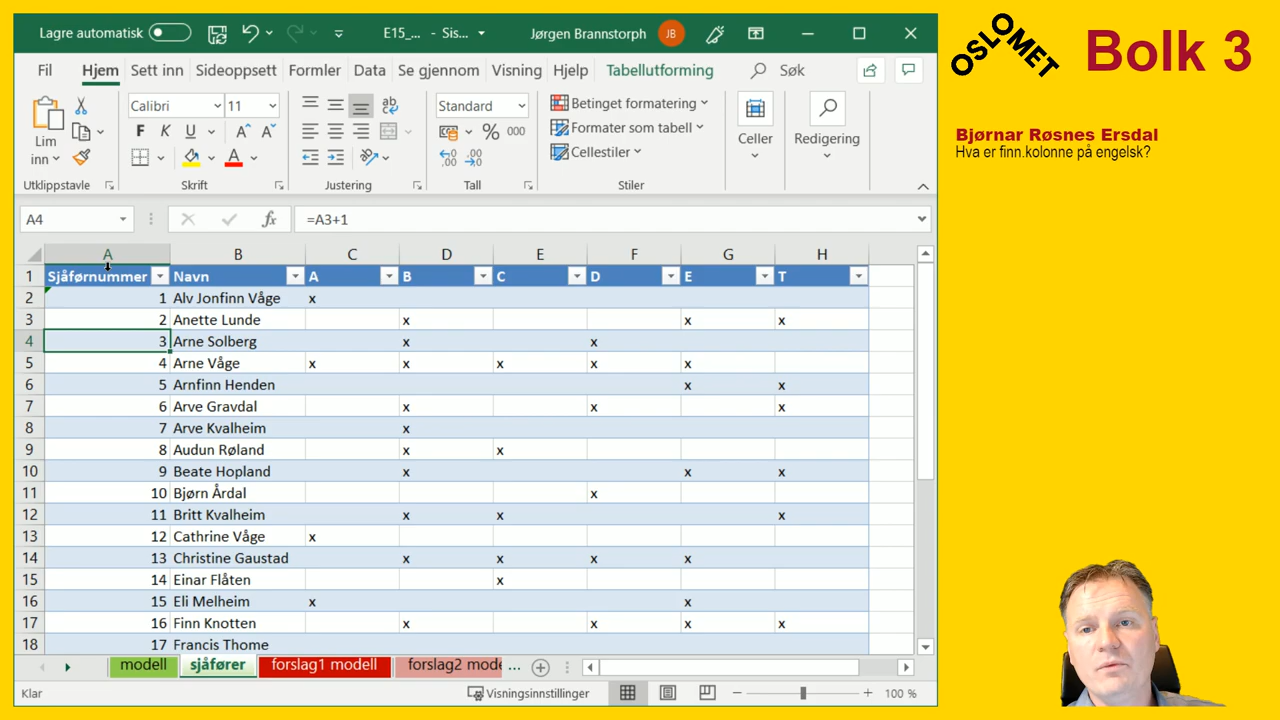 Lagre automatisk E15_... - Sis... Jørgen Brannstorph JB
OSLOMET
Bolk 3
Fil Hjem Sett inn Sideoppsett Formler Data Se gjennom Visning Hjelp Tabellutforming Søk
Bjørnar Røsnes Ersdal
Hva er finn.kolonne på engelsk?
Lim inn
Calibri 11
F K U
A A
A
ab
Standard
% 000
Betinget formatering
Formater som tabell
Cellestiler
Celler
Redigering
Utklippstavle Skrift Justering Tall Stiler
A4 fx =A3+1
A B C D E F G H
1 Sjåførnummer Navn A B C D E T
2 1 Alv Jonfinn Våge x
3 2 Anette Lunde x x x
4 3 Arne Solberg x x
5 4 Arne Våge x x x x x
6 5 Arnfinn Henden x x
7 6 Arve Gravdal x x x
8 7 Arve Kvalheim x
9 8 Audun Røland x x
10 9 Beate Hopland x x x
11 10 Bjørn Årdal x
12 11 Britt Kvalheim x x x
13 12 Cathrine Våge x
14 13 Christine Gaustad x x x x
15 14 Einar Flåten x
16 15 Eli Melheim x x
17 16 Finn Knotten x x x x
18 17 Francis Thome
modell sjåfører forslag1 modell forslag2 mode ...
Klar Visningsinnstillinger 100 %